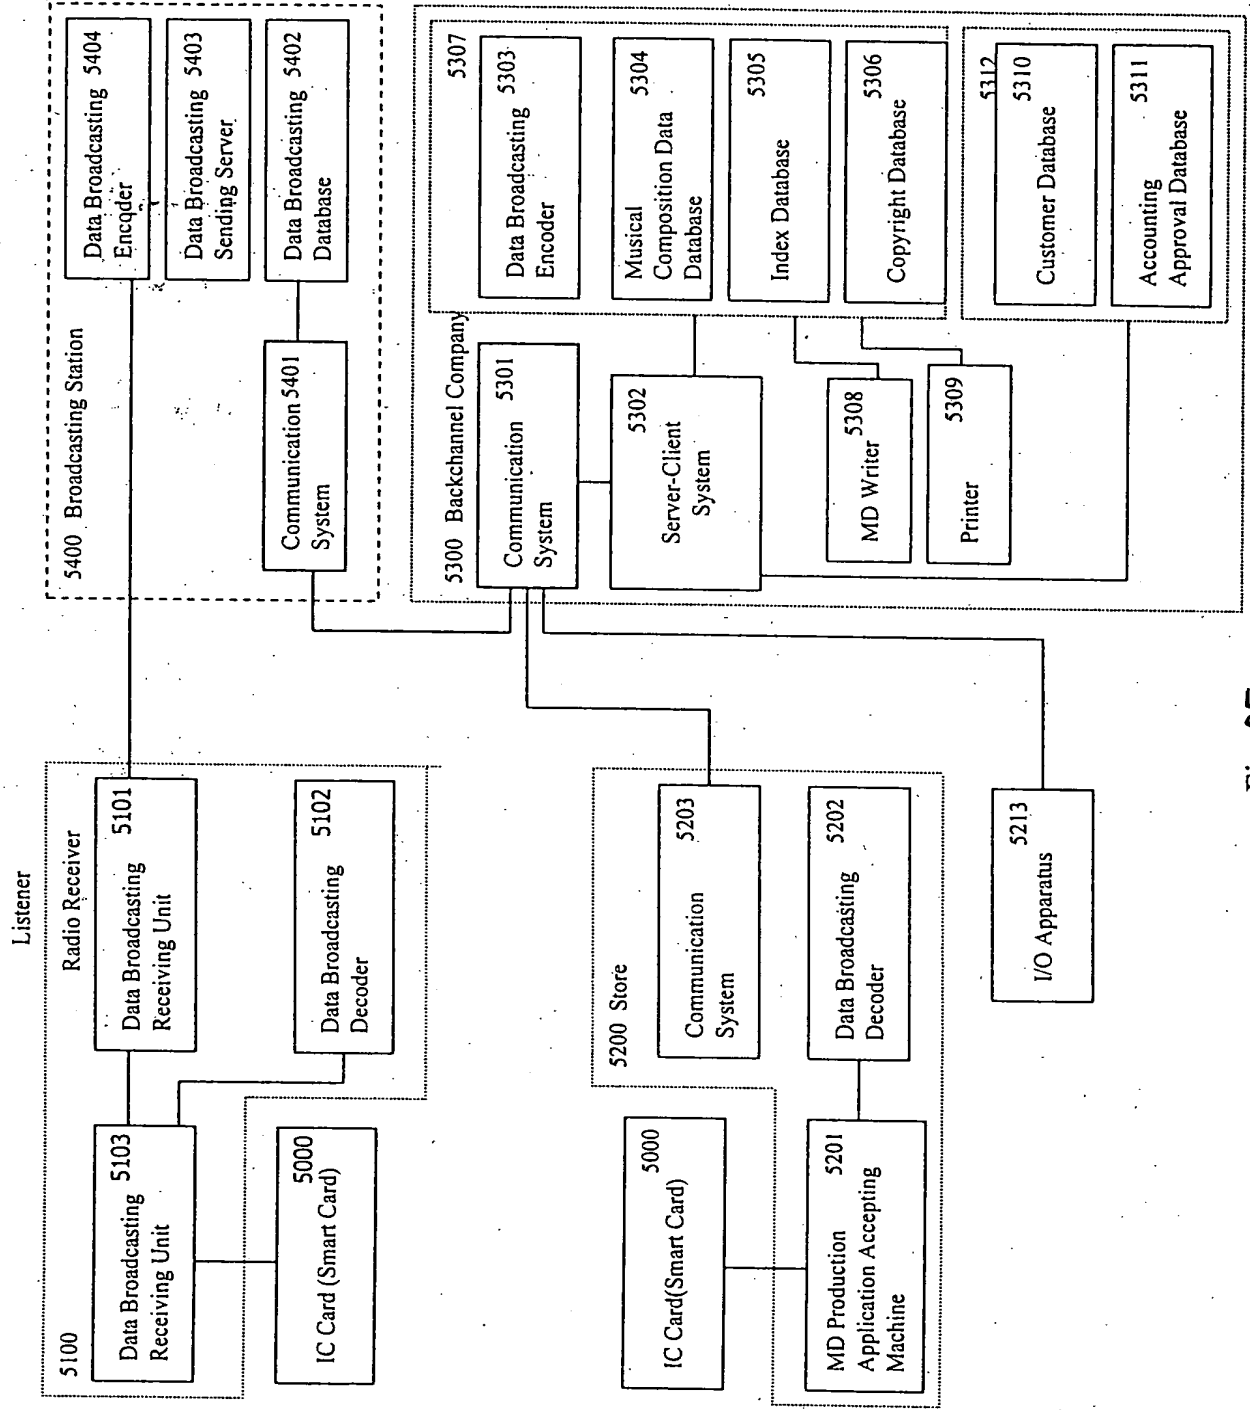 Listener
5100
Radio Receiver
5103
Data Broadcasting
Receiving Unit
5101
Data Broadcasting
Receiving Unit
5102
Data Broadcasting
Decoder
5000
IC Card (Smart Card)
5400 Broadcasting Station
Data Broadcasting 5404
Encoder
Data Broadcasting 5403
Sending Server
Data Broadcasting 5402
Database
Communication 5401
System
5200 Store
5000
IC Card(Smart Card)
5203
Communication
System
5201
MD Production
Application Accepting
Machine
5202
Data Broadcasting
Decoder
5213
I/O Apparatus
5300 Backchannel Company
5301
Communication
System
5302
Server-Client
System
5307
5303
Data Broadcasting
Encoder
5304
Musical
Composition Data
Database
5305
Index Database
5306
Copyright Database
5308
MD Writer
5309
Printer
5312
5310
Customer Database
5311
Accounting
Approval Database